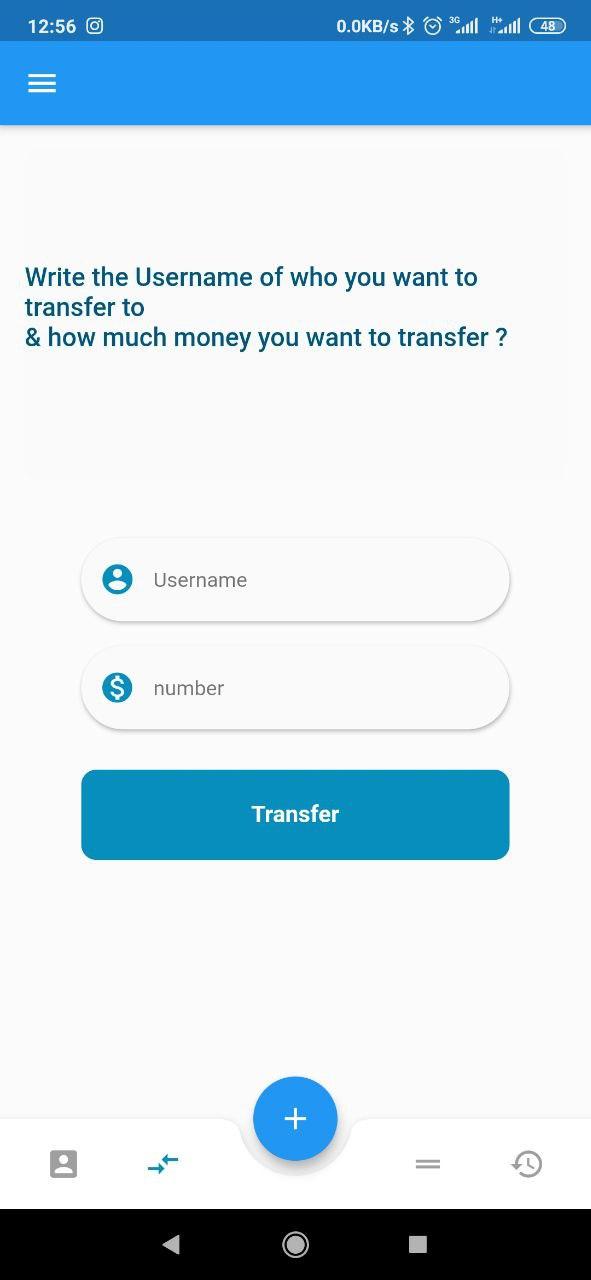 12:56 0.0KB/s 3G H+ 48
Write the Username of who you want to
transfer to
& how much money you want to transfer ?
Username
number
Transfer